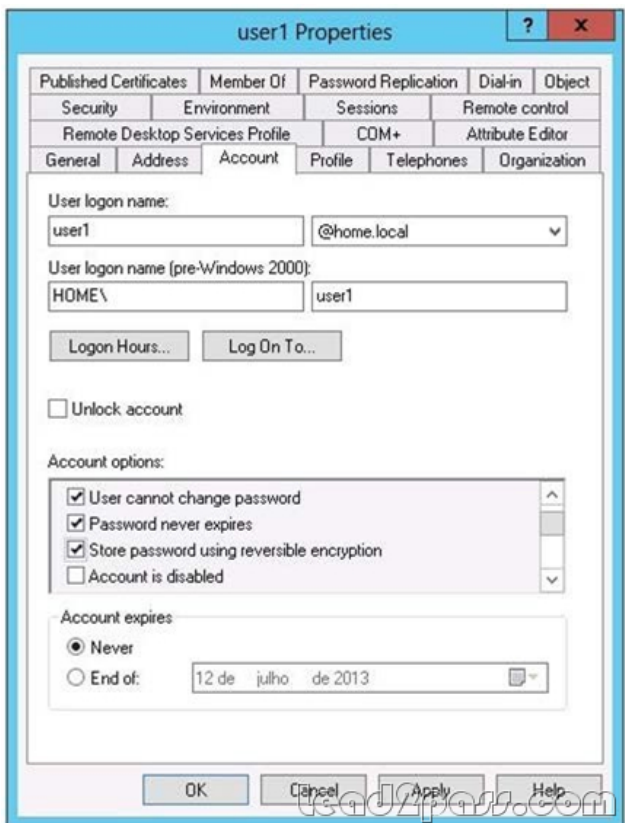 user1 Properties
?
x
Published Certificates Member Of Password Replication Dial-in Object
Security Environment Sessions Remote control
Remote Desktop Services Profile COM+ Attribute Editor
General Address Account Profile Telephones Organization
User logon name:
user1 @home.local
User logon name (pre-Windows 2000):
HOME\ user1
Logon Hours... Log On To...
Unlock account
Account options:
User cannot change password
Password never expires
Store password using reversible encryption
Account is disabled
Account expires
Never
End of: 12 de julho de 2013
OK Cancel Apply Help
Lead2pass.com